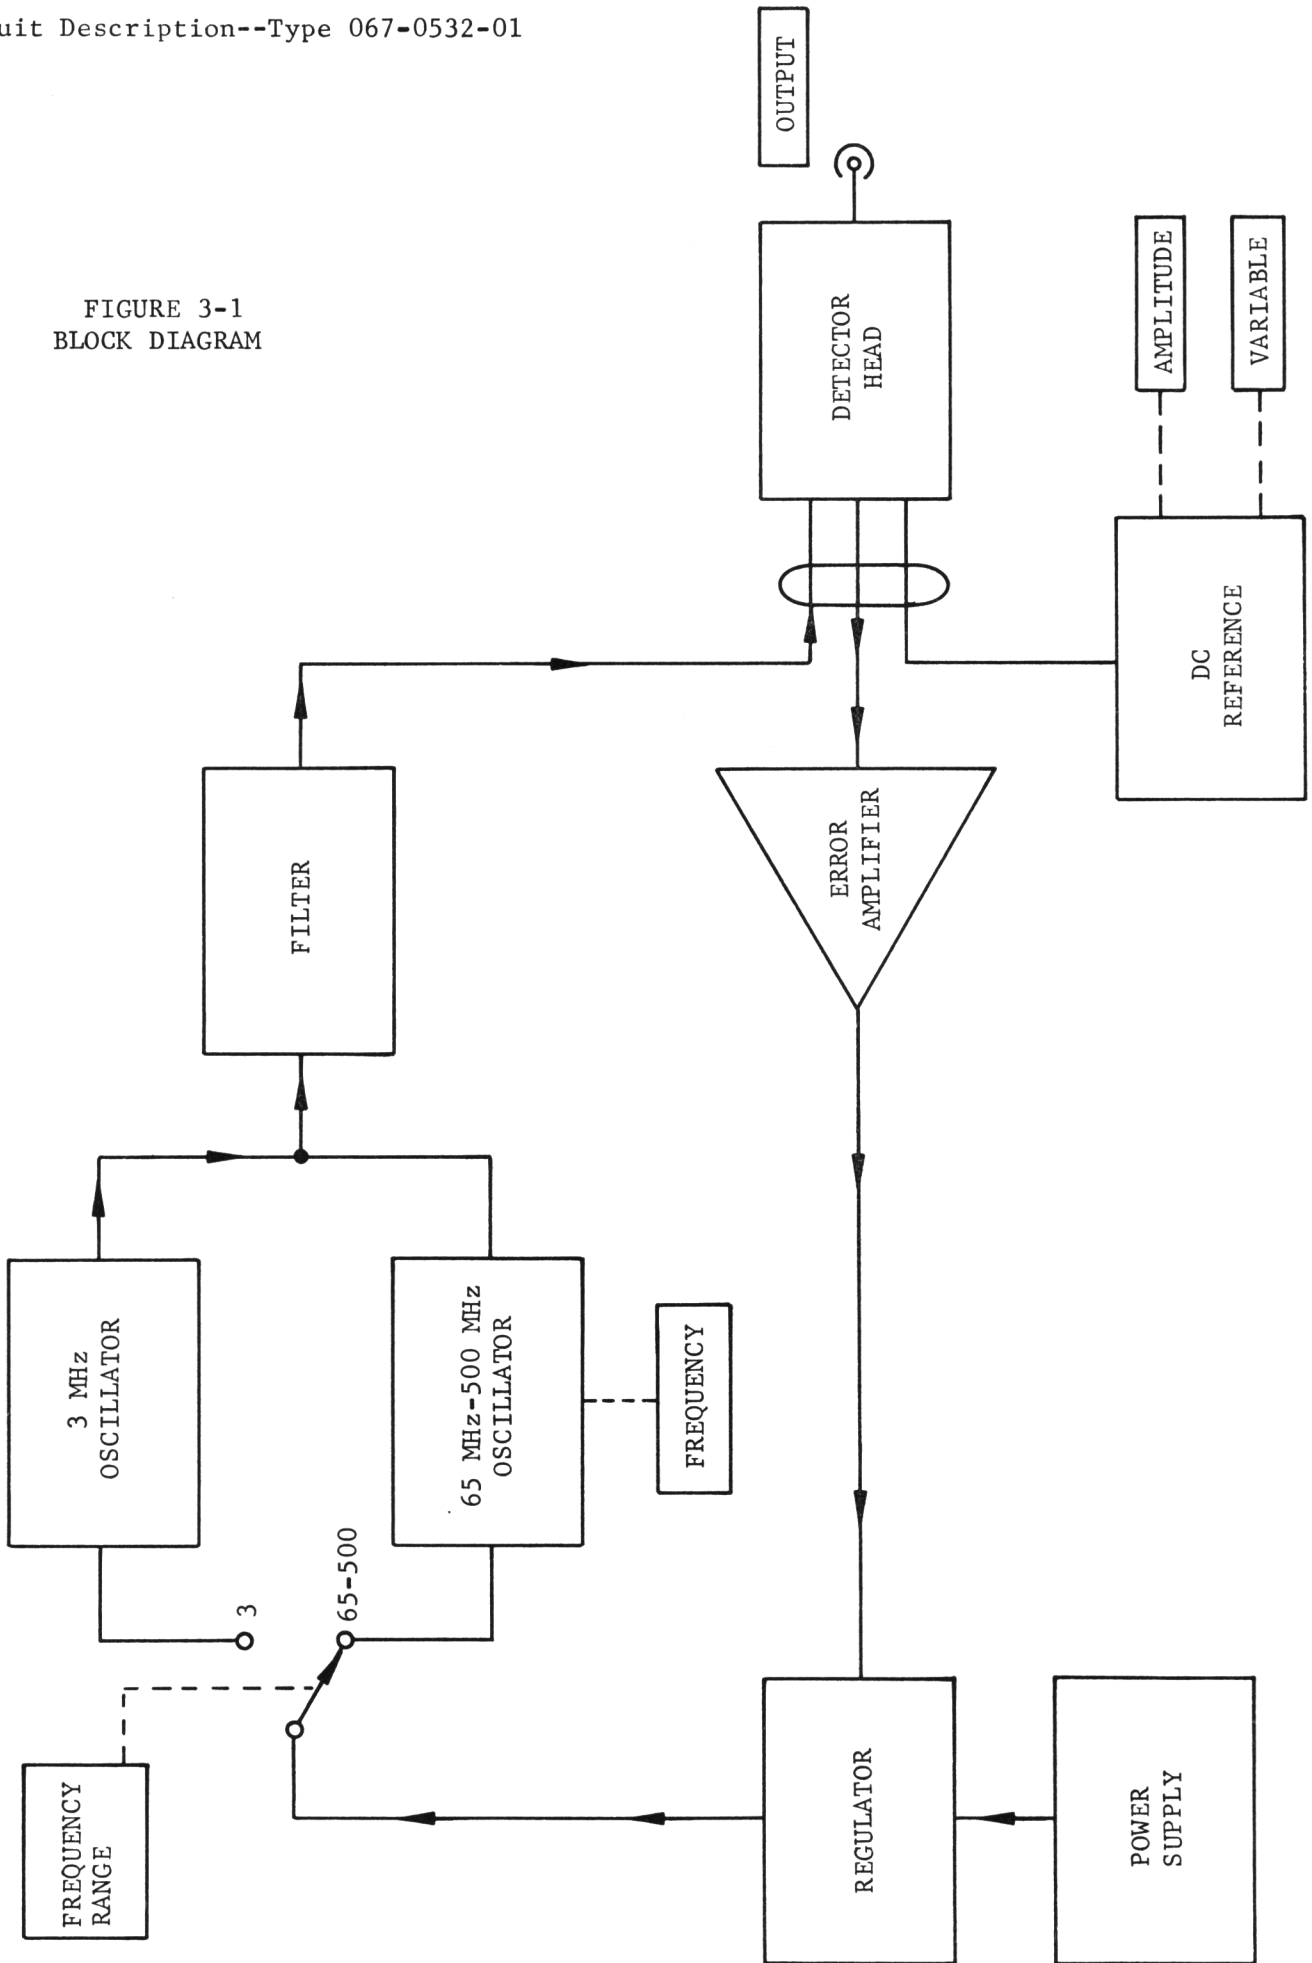 uit Description--Type 067-0532-01
FIGURE 3-1
BLOCK DIAGRAM
OUTPUT
DETECTOR
HEAD
AMPLITUDE
VARIABLE
DC
REFERENCE
FILTER
ERROR
AMPLIFIER
3 MHz
OSCILLATOR
65 MHz-500 MHz
OSCILLATOR
FREQUENCY
3
65-500
FREQUENCY
RANGE
REGULATOR
POWER
SUPPLY